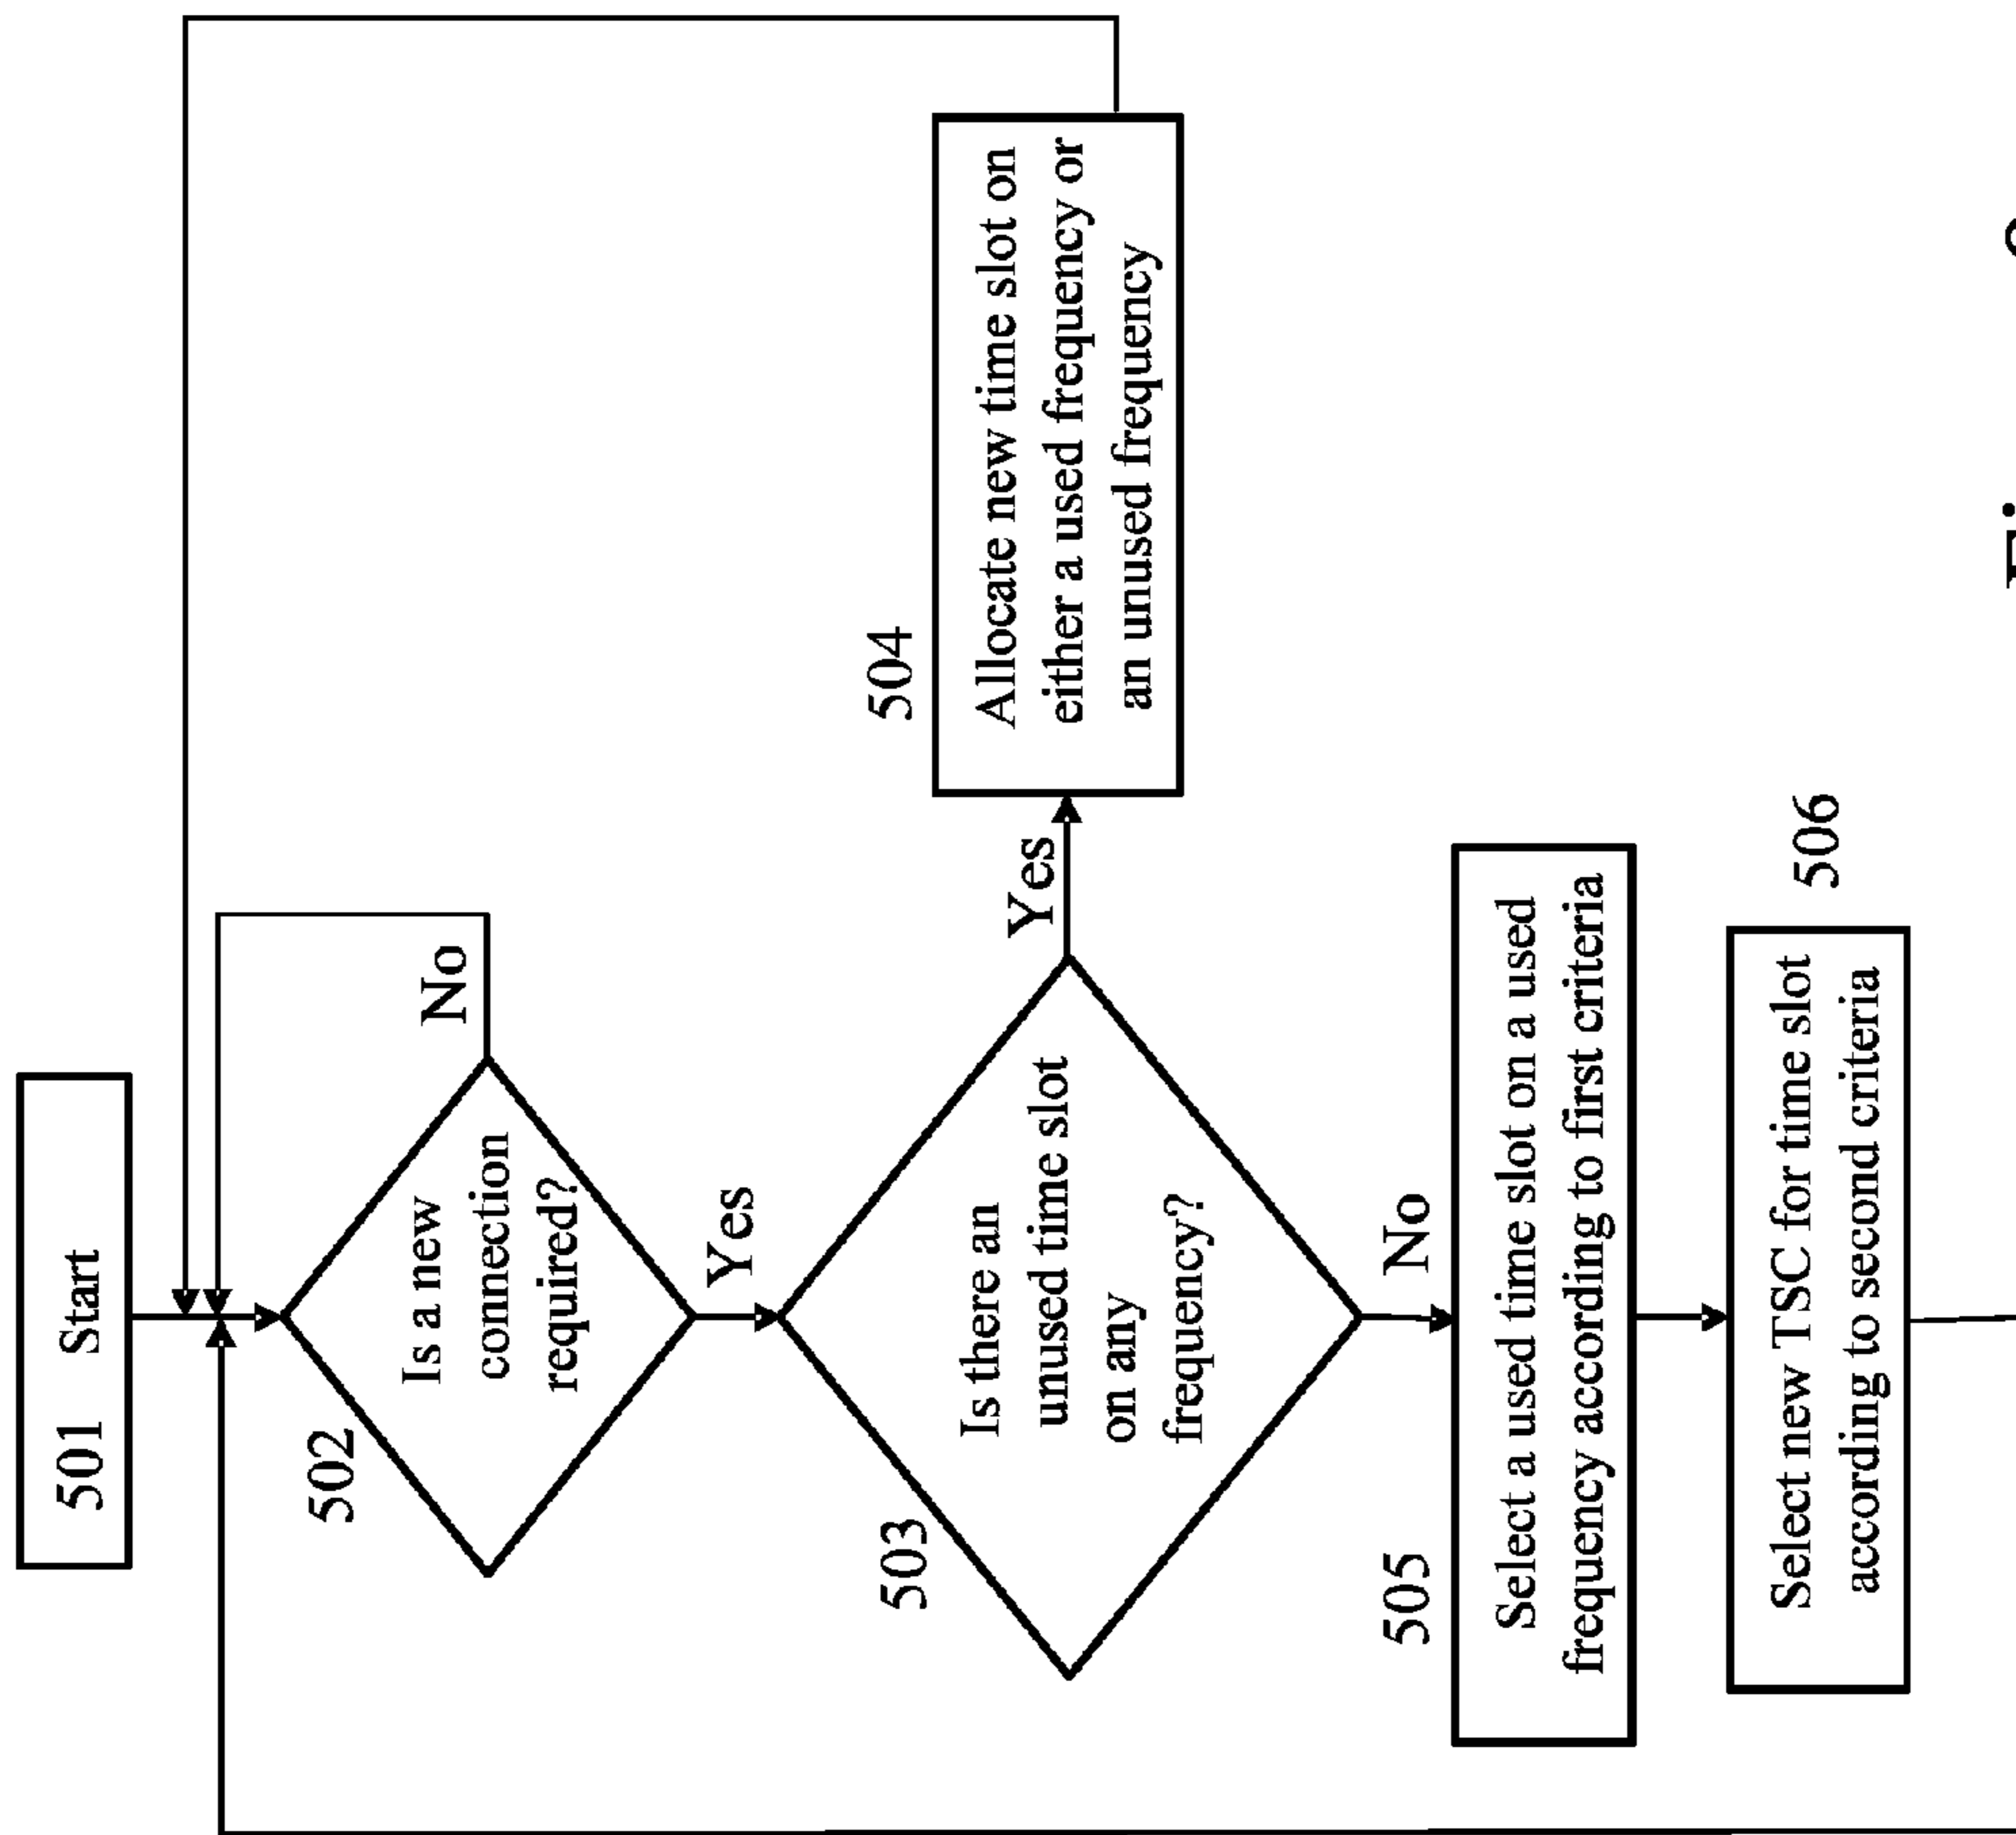 501 Start
502
Is a new
connection
required?
No
Yes
503
Is there an
unused time slot
on any
frequency?
Yes
504
Allocate new time slot on
either a used frequency or
an unused frequency
No
505
Select a used time slot on a used
frequency according to first criteria
506
Select new TSC for time slot
according to second criteria